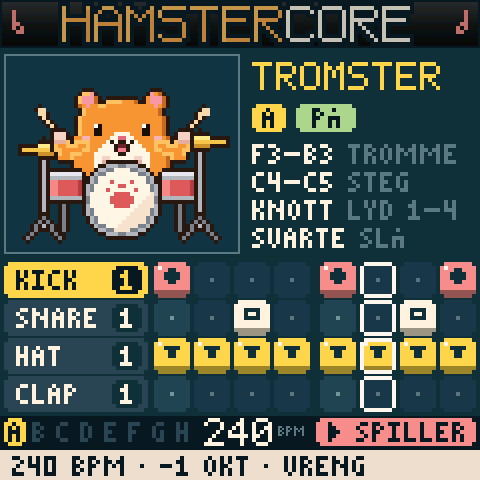 HAMSTERCORE
TROMSTER
A På
F3–B3 TROMME
C4–C5 STEG
KNOTT LYD 1–4
SVARTE SLå
KICK 1
SNARE 1
HAT 1
CLAP 1
A B C D E F G H 240 BPM SPILLER
240 BPM · -1 OKT · VRENG